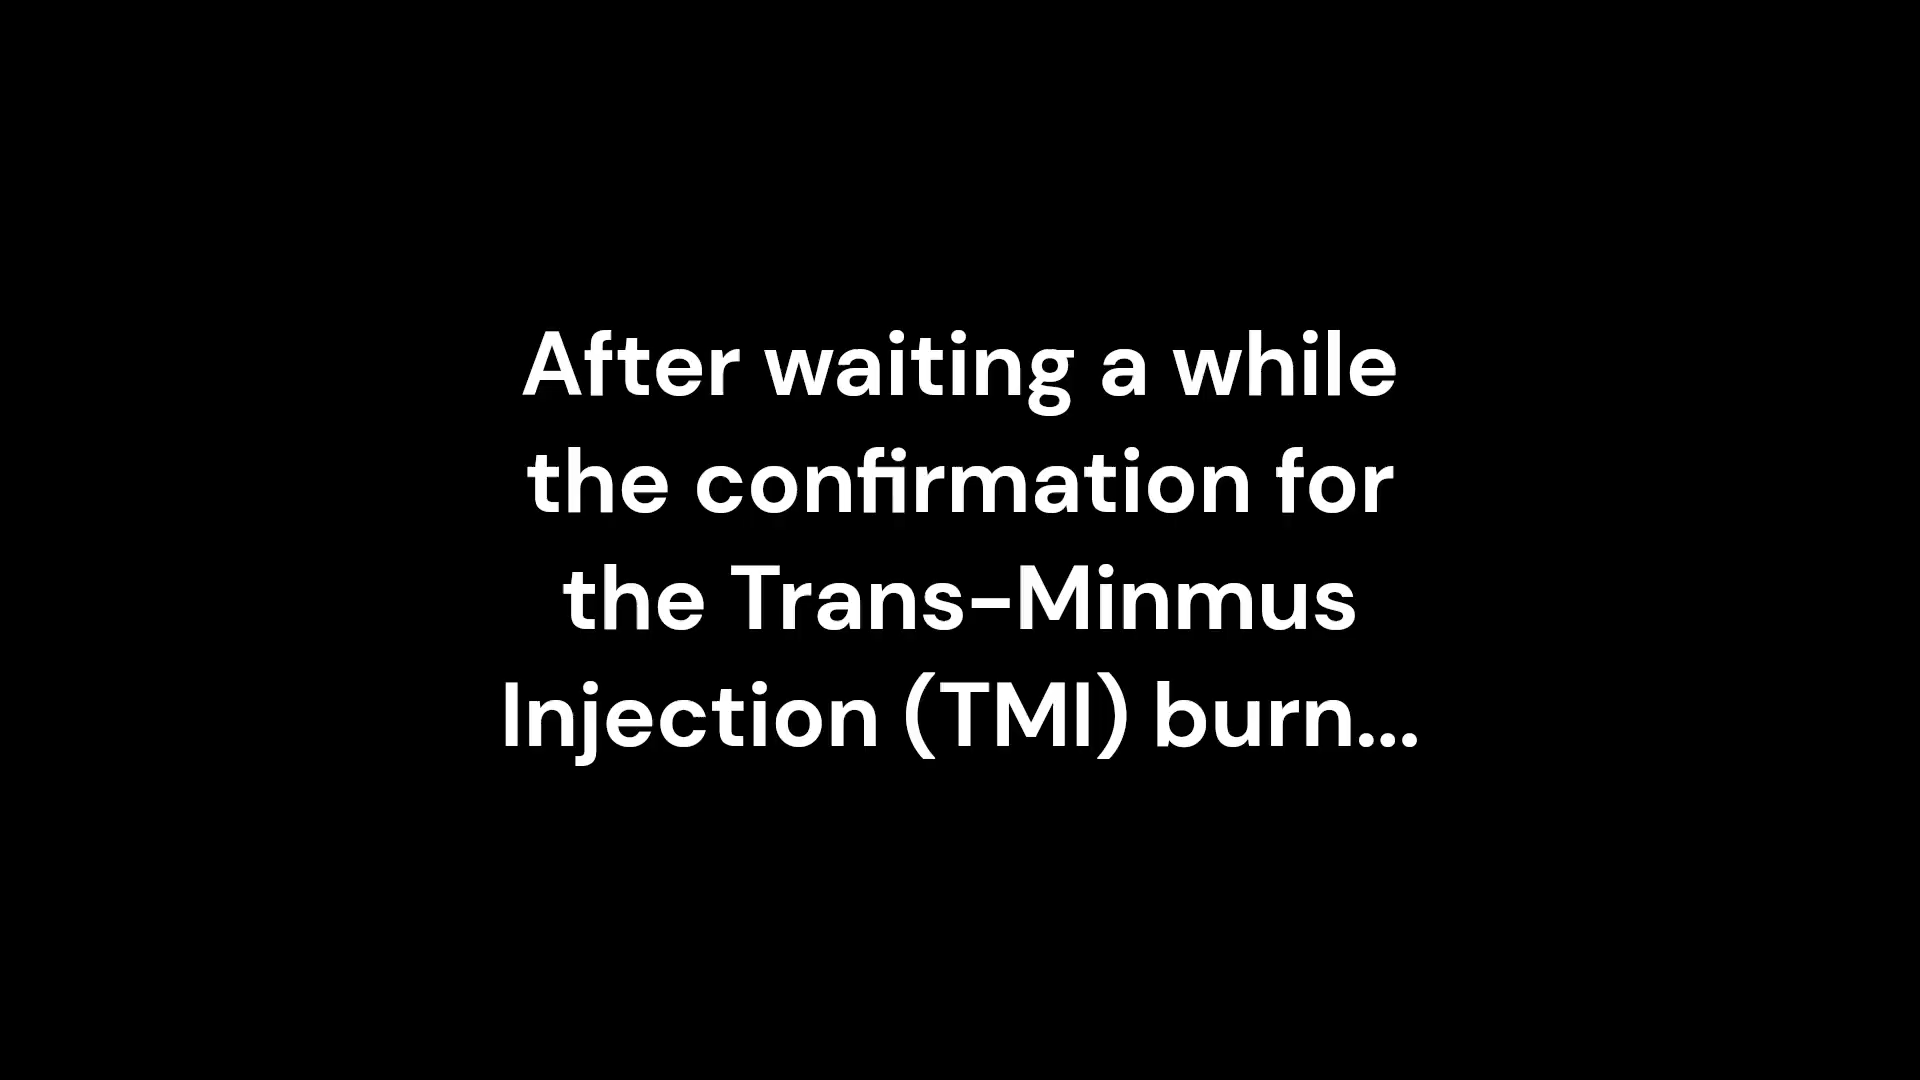 After waiting a while
the confirmation for
the Trans-Minmus
Injection (TMI) burn...